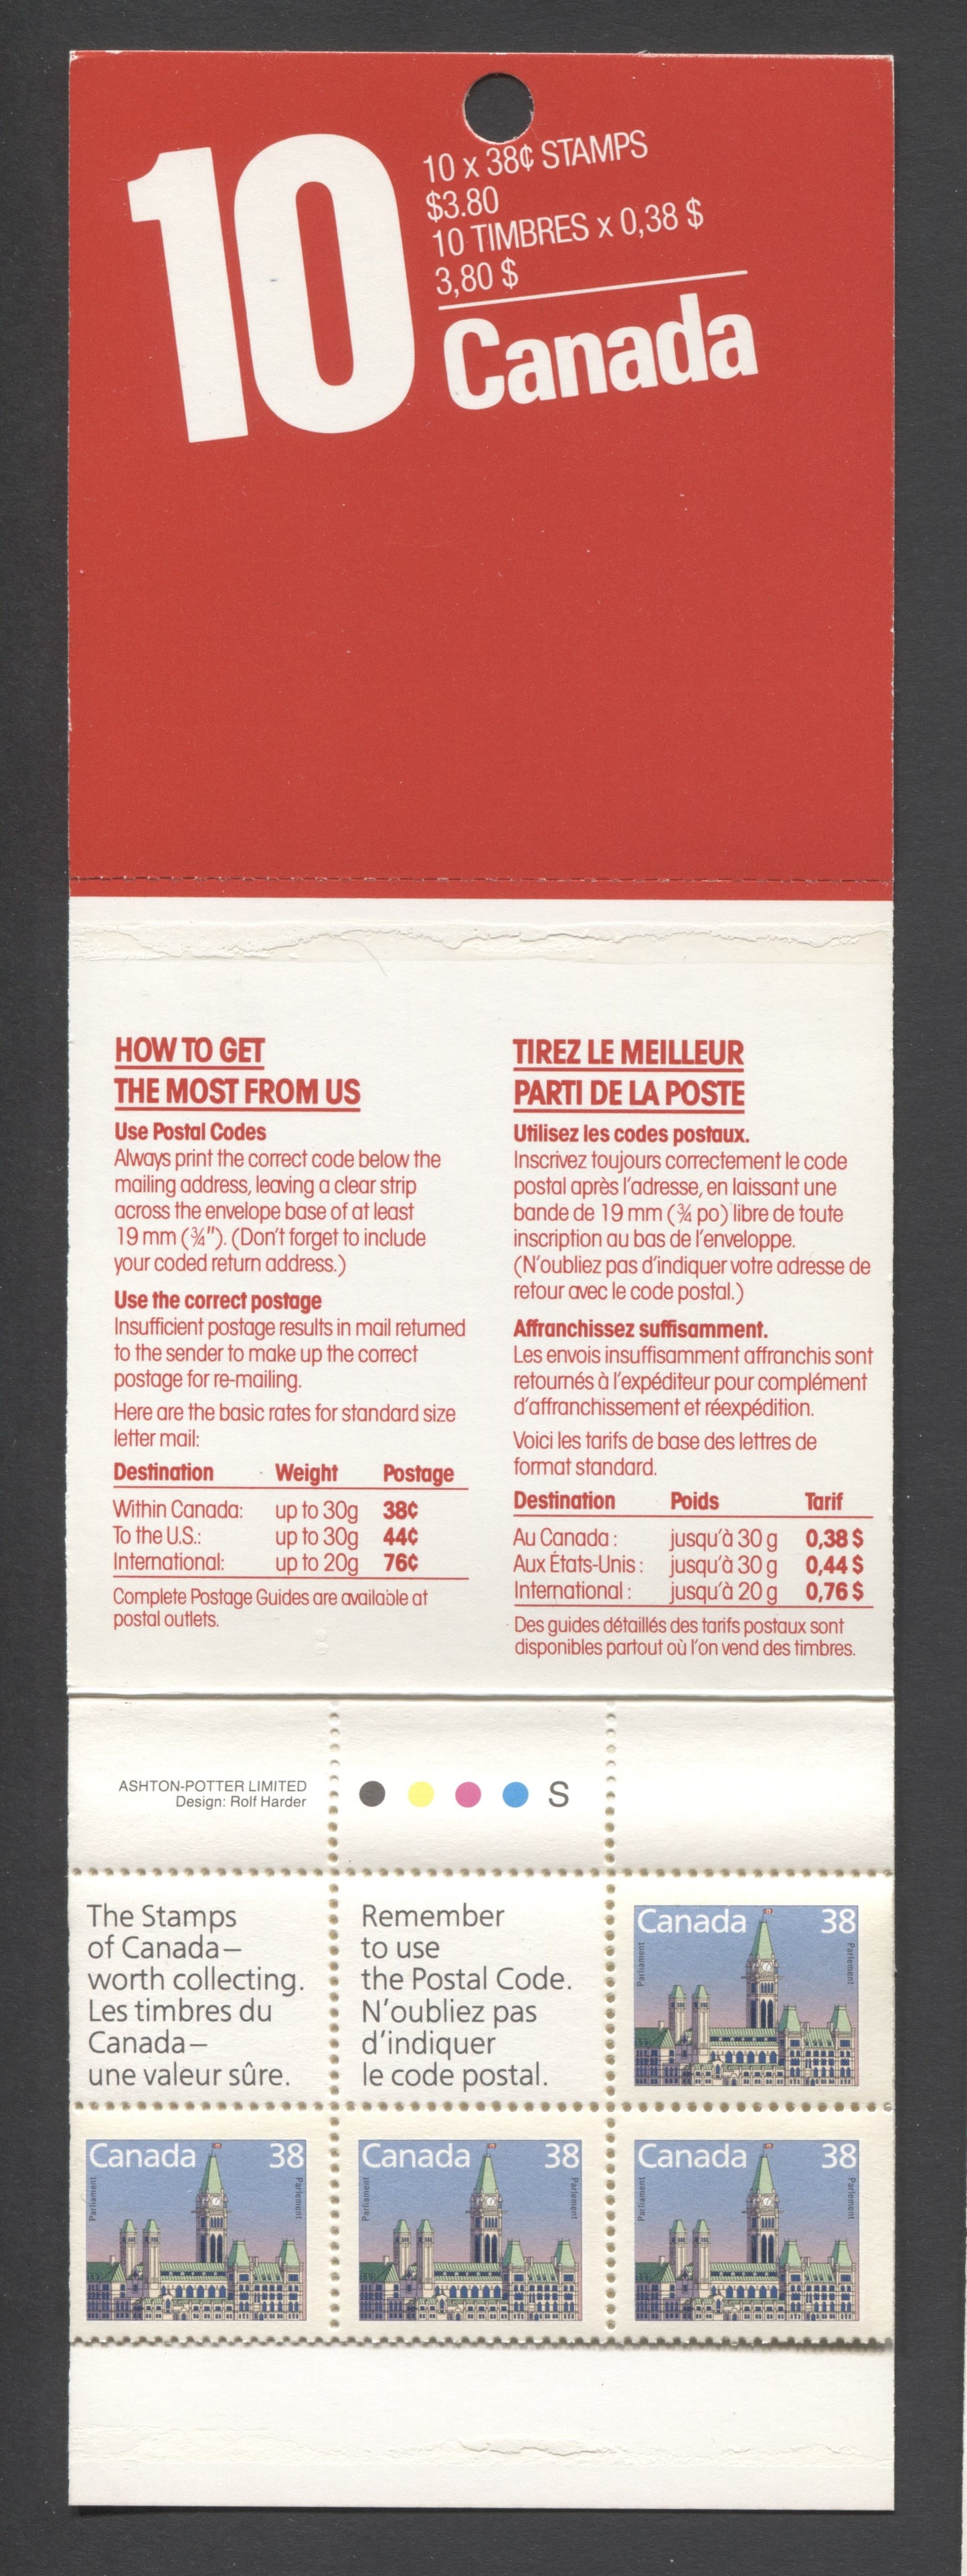 10
10 x 38¢ STAMPS
$3.80
10 TIMBRES x 0,38 $
3,80 $
Canada
HOW TO GET
THE MOST FROM US
Use Postal Codes
Always print the correct code below the
mailing address, leaving a clear strip
across the envelope base of at least
19 mm (¾"). (Don't forget to include
your coded return address.)
Use the correct postage
Insufficient postage results in mail returned
to the sender to make up the correct
postage for re-mailing.
Here are the basic rates for standard size
letter mail:
Destination Weight Postage
Within Canada: up to 30g 38¢
To the U.S.: up to 30g 44¢
International: up to 20g 76¢
Complete Postage Guides are available at
postal outlets.
TIREZ LE MEILLEUR
PARTI DE LA POSTE
Utilisez les codes postaux.
Inscrivez toujours correctement le code
postal après l'adresse, en laissant une
bande de 19 mm (¾ po) libre de toute
inscription au bas de l'enveloppe.
(N'oubliez pas d'indiquer votre adresse de
retour avec le code postal.)
Affranchissez suffisamment.
Les envois insuffisamment affranchis sont
retournés à l'expéditeur pour complément
d'affranchissement et réexpédition.
Voici les tarifs de base des lettres de
format standard.
Destination Poids Tarif
Au Canada : jusqu'à 30 g 0,38 $
Aux États-Unis : jusqu'à 30 g 0,44 $
International : jusqu'à 20 g 0,76 $
Des guides détaillés des tarifs postaux sont
disponibles partout où l'on vend des timbres.
ASHTON-POTTER LIMITED
Design: Rolf Harder
S
The Stamps
of Canada–
worth collecting.
Les timbres du
Canada–
une valeur sûre.
Remember
to use
the Postal Code.
N'oubliez pas
d'indiquer
le code postal.
Canada 38
Parliament
Parlement
Canada 38
Parliament
Parlement
Canada 38
Parliament
Parlement
Canada 38
Parliament
Parlement